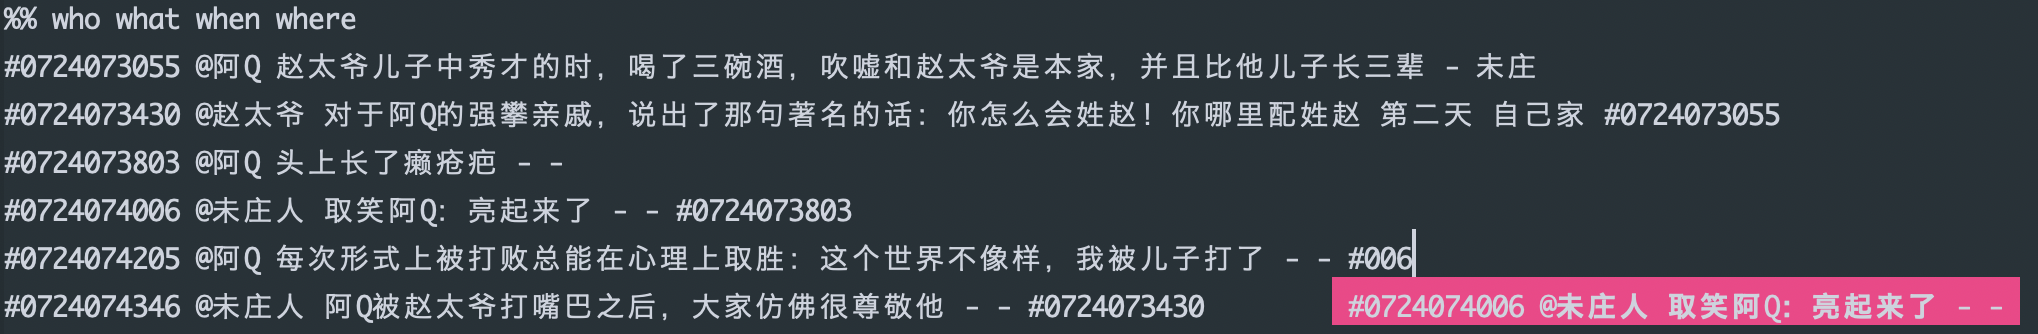 %% who what when where
#0724073055 @阿Q 赵太爷儿子中秀才的时，喝了三碗酒，吹嘘和赵太爷是本家，并且比他儿子长三辈 - 未庄
#0724073430 @赵太爷 对于阿Q的强攀亲戚，说出了那句著名的话：你怎么会姓赵！你哪里配姓赵 第二天 自己家 #0724073055
#0724073803 @阿Q 头上长了癞疮疤 - -
#0724074006 @未庄人 取笑阿Q：亮起来了 - - #0724073803
#0724074205 @阿Q 每次形式上被打败总能在心理上取胜：这个世界不像样，我被儿子打了 - - #006
#0724074346 @未庄人 阿Q被赵太爷打嘴巴之后，大家仿佛很尊敬他 - - #0724073430
#0724074006 @未庄人 取笑阿Q：亮起来了 - -